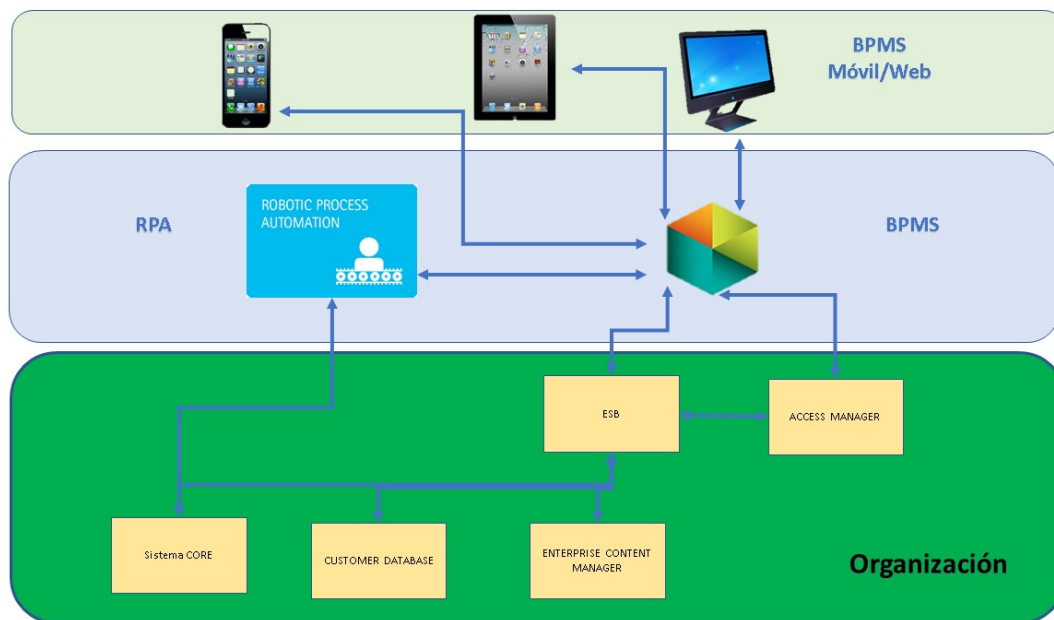 BPMS
Móvil/Web
ROBOTIC PROCESS
AUTOMATION
RPA
BPMS
ESB
ACCESS MANAGER
Sistema CORE
CUSTOMER DATABASE
ENTERPRISE CONTENT
MANAGER
Organización